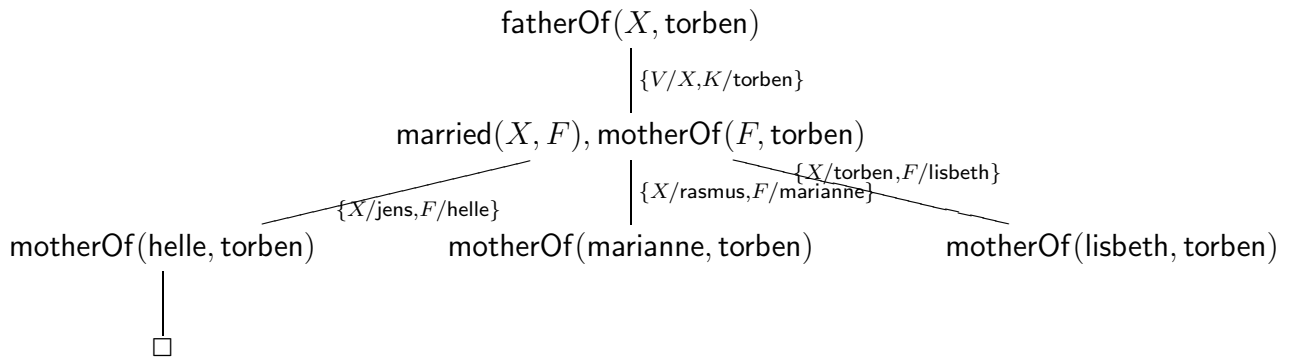 fatherOf(X, torben)
{V/X,K/torben}
married(X, F), motherOf(F, torben)
{X/torben,F/lisbeth}
{X/rasmus,F/marianne}
{X/jens,F/helle}
motherOf(helle, torben) motherOf(marianne, torben) motherOf(lisbeth, torben)
□